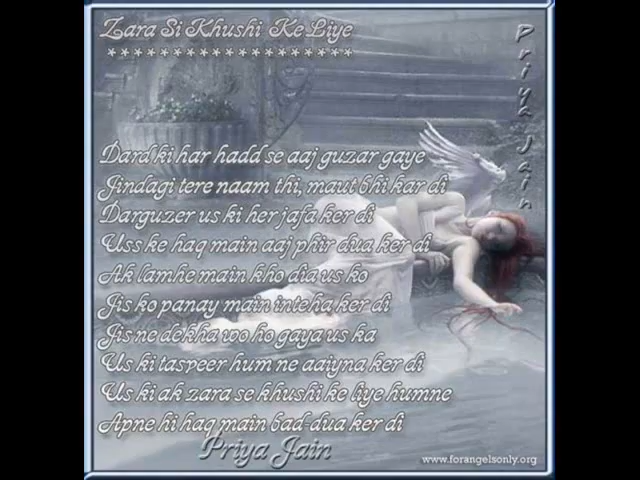 Zara Si Khushi Ke Liye
*******************
Priya Jain
Dard ki har hadd se aaj guzar gaye
Jindagi tere naam thi, maut bhi kar di
Darguzer us ki her jafa ker di
Uss ke haq main aaj phir dua ker di
Ak lamhe main kho dia us ko
Jis ko panay main inteha ker di
Jis ne dekha wo ho gaya us ka
Us ki taspeer hum ne aaiyna ker di
Us ki ak zara se khushi ke liye humne
Apne hi haq main bad-dua ker di
Priya Jain
www.forangelsonly.org